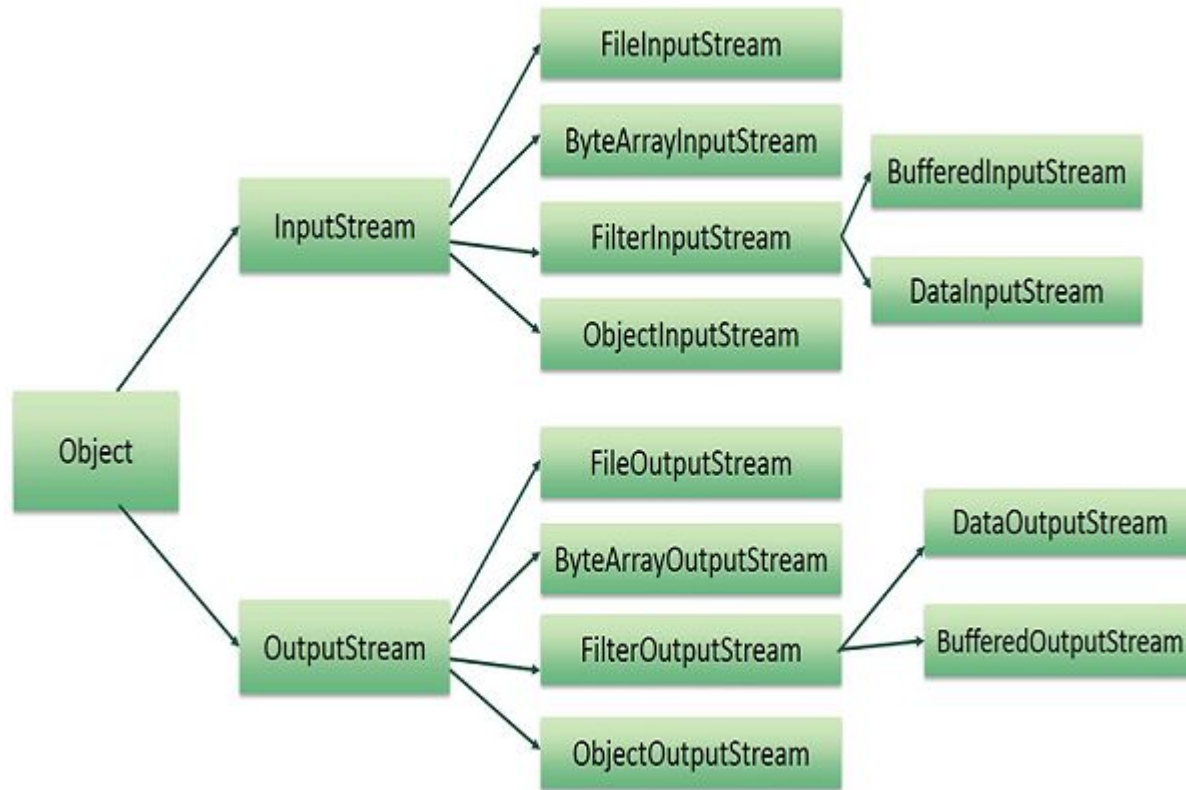 FileInputStream
ByteArrayInputStream
BufferedInputStream
InputStream
FilterInputStream
DataInputStream
ObjectInputStream
Object
FileOutputStream
DataOutputStream
ByteArrayOutputStream
OutputStream
FilterOutputStream
BufferedOutputStream
ObjectOutputStream